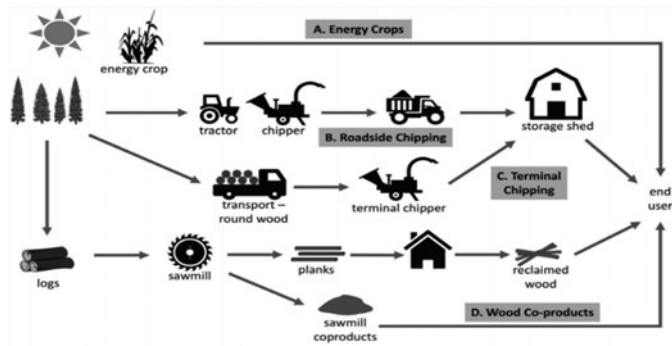 A. Energy Crops
energy crop
tractor
chipper
B. Roadside Chipping
storage shed
transport –
round wood
terminal chipper
C. Terminal
Chipping
end
user
logs
sawmill
planks
reclaimed
wood
sawmill
coproducts
D. Wood Co-products